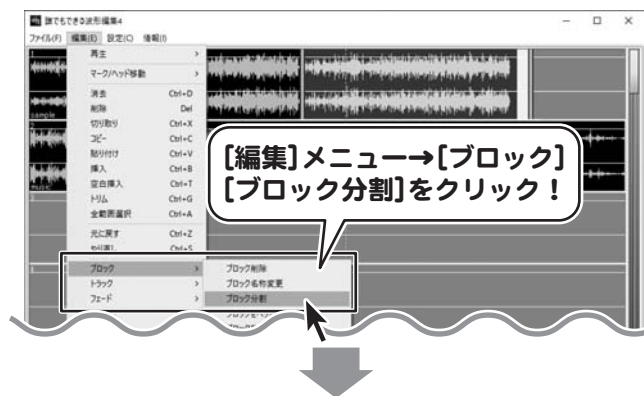 誰でもできる波形編集4
ファイル(F) 編集(E) 設定(C) 情報(I)
再生
マーク/ヘッド移動
消去 Ctrl+D
削除 Del
切り取り Ctrl+X
コピー Ctrl+C
貼り付け Ctrl+V
挿入 Ctrl+B
空白挿入 Ctrl+T
トリム Ctrl+G
全範囲選択 Ctrl+A
元に戻す Ctrl+Z
やり直し Ctrl+S
ブロック
トラック
フェード
ブロック削除
ブロック名称変更
ブロック分割
sample
music
[編集]メニュー→[ブロック]
[ブロック分割]をクリック！